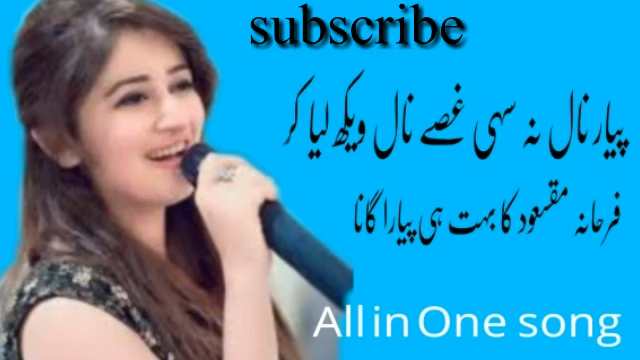 subscribe
پیار نال نہ سہی غصے نال ویکھ لیا کر
فرحانہ مقسعود کا بہت ہی پیارا گانا
All in One song